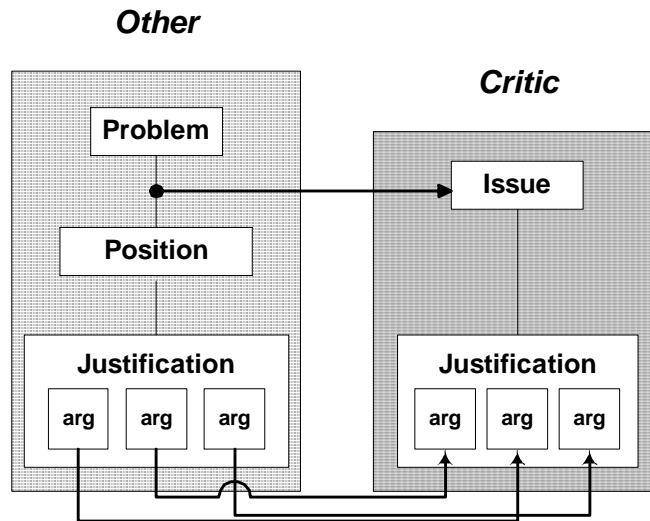 Other
Critic
Problem
Issue
Position
Justification
arg arg arg
Justification
arg arg arg